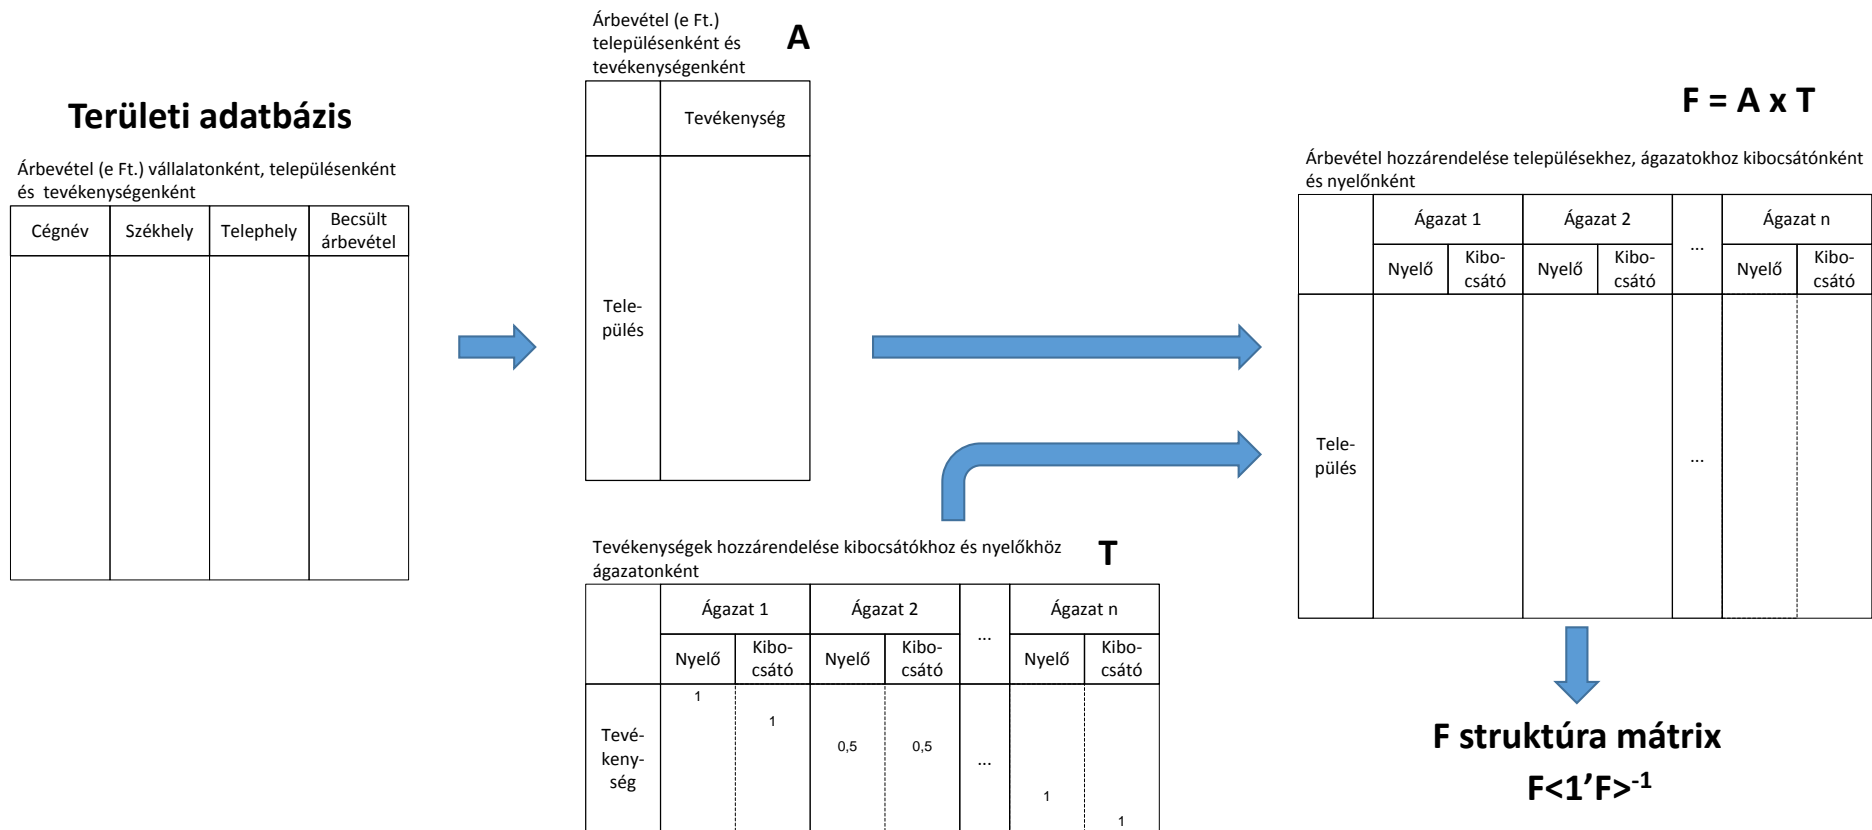 Területi adatbázis
Árbevétel (e Ft.) vállalatonként, településenként
és tevékenységenként
Cégnév Székhely Telephely Becsült
árbevétel
Árbevétel (e Ft.)
településenként és
tevékenységenként
A
Tevékenység
Tele-
pülés
Tevékenységek hozzárendelése kibocsátókhoz és nyelőkhöz
ágazatonként
T
Ágazat 1 Ágazat 2 ... Ágazat n
Nyelő Kibo-
csátó Nyelő Kibo-
csátó Nyelő Kibo-
csátó
Tevé-
keny-
ség
1
1
0,5 0,5
...
1
1
F = A x T
Árbevétel hozzárendelése településekhez, ágazatokhoz kibocsátónként
és nyelőnként
Ágazat 1 Ágazat 2 ... Ágazat n
Nyelő Kibo-
csátó Nyelő Kibo-
csátó Nyelő Kibo-
csátó
Tele-
pülés
...
F struktúra mátrix
F<1’F>⁻¹